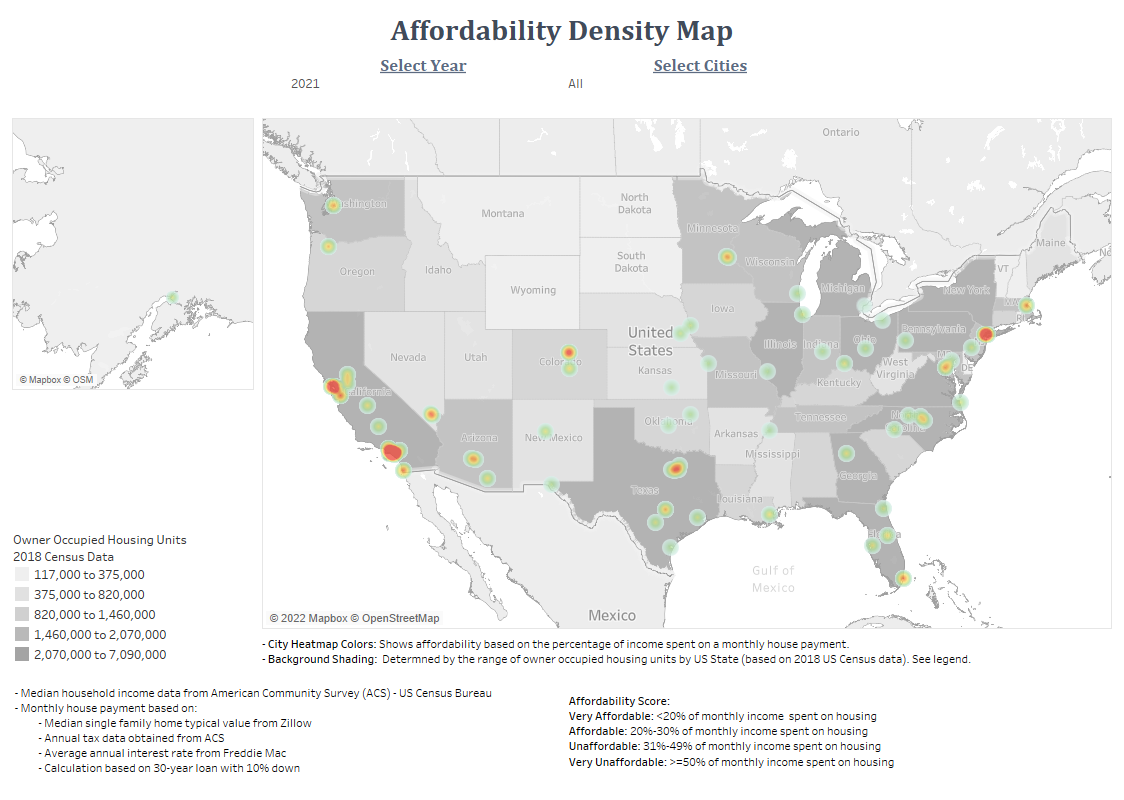 Affordability Density Map
Select Year
Select Cities
2021
All
Ontario
Washington
Montana
North
Dakota
Minnesota
Maine
Oregon
Idaho
South
Dakota
Wisconsin
Michigan
VT
New York
Wyoming
Iowa
RI
Nevada
Utah
Colorado
United
States
Illinois
Indiana
Ohio
Pennsylvania
Kansas
Missouri
West
Virginia
DE
California
Kentucky
Arizona
New Mexico
Oklahoma
Arkansas
Tennessee
Mississippi
Georgia
Texas
Louisiana
Florida
Gulf of
Mexico
Mexico
© Mapbox © OSM
© 2022 Mapbox © OpenStreetMap
Owner Occupied Housing Units
2018 Census Data
117,000 to 375,000
375,000 to 820,000
820,000 to 1,460,000
1,460,000 to 2,070,000
2,070,000 to 7,090,000
- City Heatmap Colors: Shows affordability based on the percentage of income spent on a monthly house payment.
- Background Shading: Determned by the range of owner occupied housing units by US State (based on 2018 US Census data). See legend.
- Median household income data from American Community Survey (ACS) - US Census Bureau
- Monthly house payment based on:
- Median single family home typical value from Zillow
- Annual tax data obtained from ACS
- Average annual interest rate from Freddie Mac
- Calculation based on 30-year loan with 10% down
Affordability Score:
Very Affordable: <20% of monthly income spent on housing
Affordable: 20%-30% of monthly income spent on housing
Unaffordable: 31%-49% of monthly income spent on housing
Very Unaffordable: >=50% of monthly income spent on housing